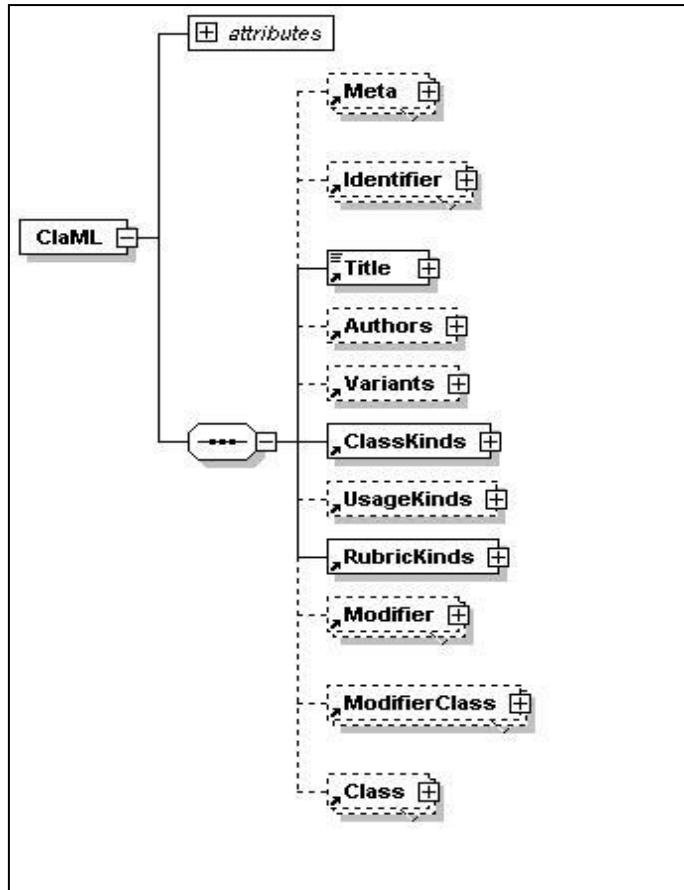 attributes
Meta
Identifier
ClaML
Title
Authors
Variants
ClassKinds
UsageKinds
RubricKinds
Modifier
ModifierClass
Class